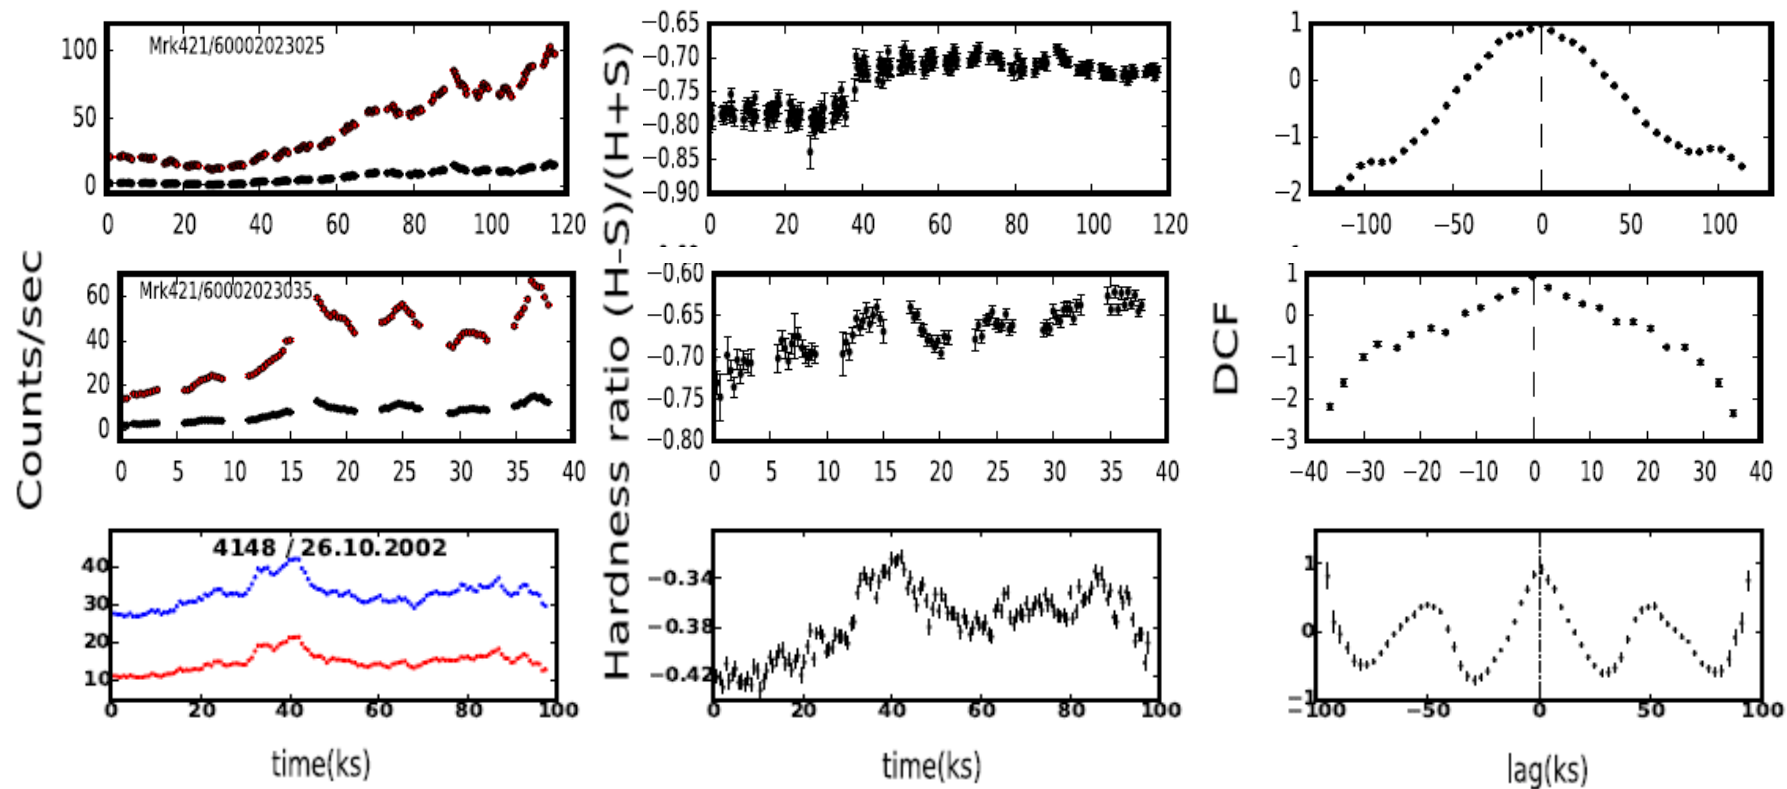 Counts/sec
Mrk421/60002023025
100
50
0
0 20 40 60 80 100 120
Mrk421/60002023035
60
40
20
0
0 5 10 15 20 25 30 35 40
4148 / 26.10.2002
40
30
20
10
0 20 40 60 80 100
time(ks)
Hardness ratio (H-S)/(H+S)
−0.65
−0.70
−0.75
−0.80
−0.85
−0.90
0 20 40 60 80 100 120
−0.60
−0.65
−0.70
−0.75
−0.80
0 5 10 15 20 25 30 35 40
−0.34
−0.38
−0.42
0 20 40 60 80 100
time(ks)
DCF
1
0
−1
−2
−100 −50 0 50 100
1
0
−1
−2
−3
−40 −30 −20 −10 0 10 20 30 40
1
0
−1
−100 −50 0 50 100
lag(ks)